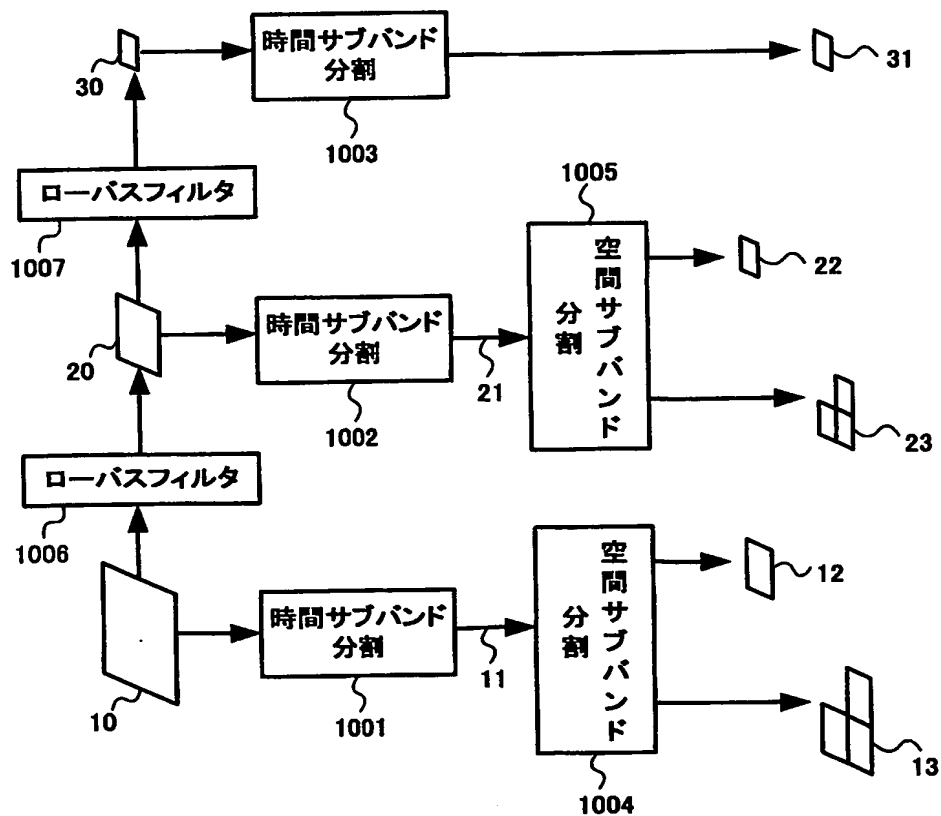 時間サブバンド
分割
30
31
1003
1005
ローパスフィルタ
1007
空間サブバンド
分割
22
時間サブバンド
分割
20
21
1002
23
ローパスフィルタ
1006
空間サブバンド
分割
12
時間サブバンド
分割
11
10
1001
13
1004